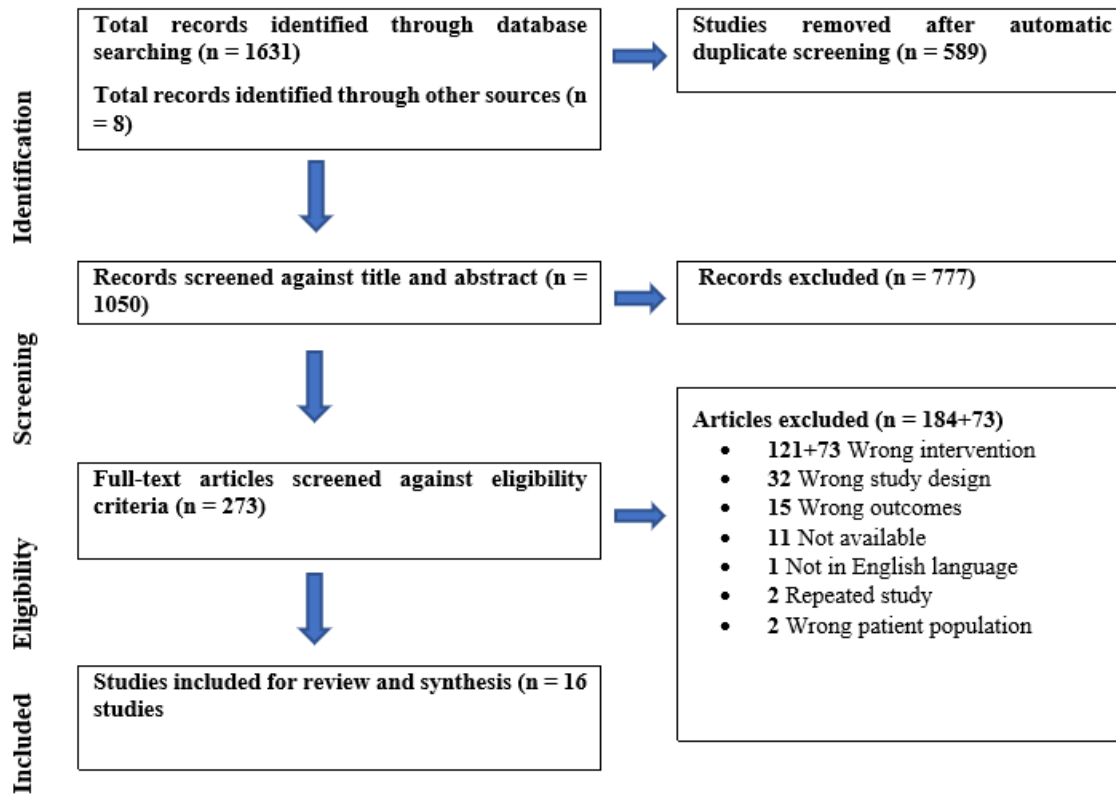 Total records identified through database
searching (n = 1631)
Total records identified through other sources (n
= 8)
Studies removed after automatic
duplicate screening (n = 589)
Identification
Records screened against title and abstract (n =
1050)
Records excluded (n = 777)
Screening
Full-text articles screened against eligibility
criteria (n = 273)
Articles excluded (n = 184+73)
• 121+73 Wrong intervention
• 32 Wrong study design
• 15 Wrong outcomes
• 11 Not available
• 1 Not in English language
• 2 Repeated study
• 2 Wrong patient population
Eligibility
Studies included for review and synthesis (n = 16
studies
Included